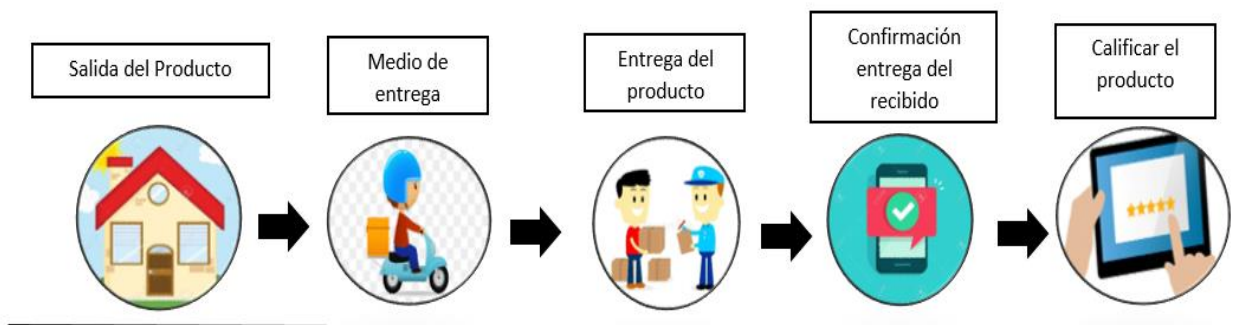 Salida del Producto
Medio de
entrega
Entrega del
producto
Confirmación
entrega del
recibido
Calificar el
producto